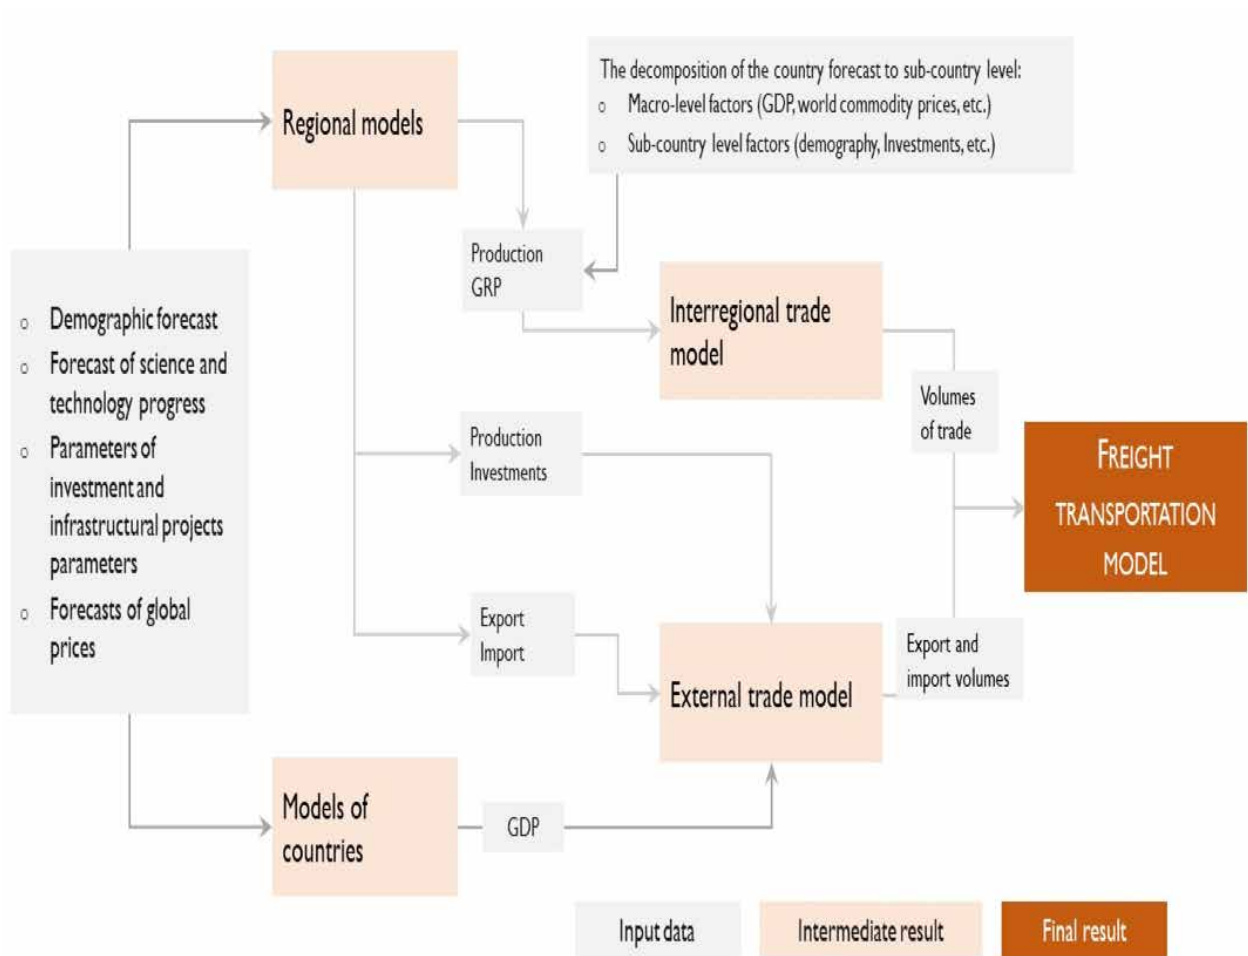 The decomposition of the country forecast to sub-country level:
o Macro-level factors (GDP, world commodity prices, etc.)
o Sub-country level factors (demography, Investments, etc.)
Regional models
Production
GRP
Interregional trade
model
o Demographic forecast
o Forecast of science and
technology progress
o Parameters of
investment and
infrastructural projects
parameters
o Forecasts of global
prices
Volumes
of trade
Production
Investments
FREIGHT
TRANSPORTATION
MODEL
Export
Import
External trade model
Export and
import volumes
Models of
countries
GDP
Input data
Intermediate result
Final result